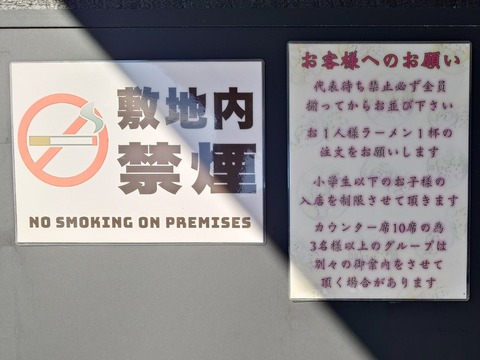 敷地内
禁煙
NO SMOKING ON PREMISES
お客様へのお願い
代表待ち禁止必ず全員
揃ってからお並び下さい
お1人様ラーメン1杯の
注文をお願いします
小学生以下のお子様の
入店を制限させて頂きます
カウンター席10席の為
3名様以上のグループは
別々の御案内をさせて
頂く場合があります